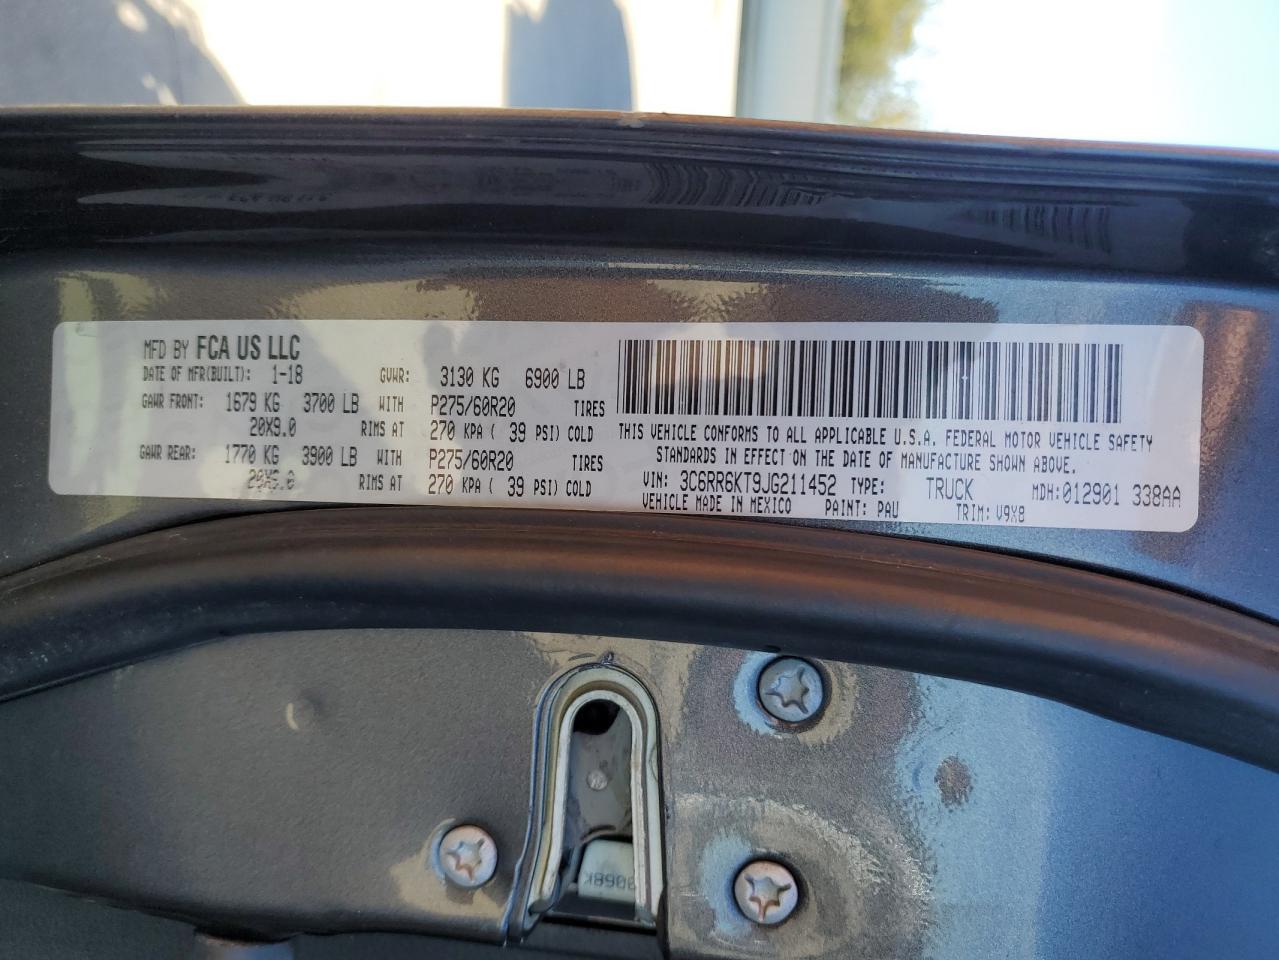 MFD BY FCA US LLC
DATE OF MFR(BUILT): 1-18 GVWR: 3130 KG 6900 LB
GAWR FRONT: 1679 KG 3700 LB WITH P275/60R20 TIRES
20X9.0 RIMS AT 270 KPA ( 39 PSI) COLD
GAWR REAR: 1770 KG 3900 LB WITH P275/60R20 TIRES
20X9.0 RIMS AT 270 KPA ( 39 PSI) COLD
THIS VEHICLE CONFORMS TO ALL APPLICABLE U.S.A. FEDERAL MOTOR VEHICLE SAFETY
STANDARDS IN EFFECT ON THE DATE OF MANUFACTURE SHOWN ABOVE.
VIN: 3C6RR6KT9JG211452 TYPE: TRUCK MDH:012901 338AA
VEHICLE MADE IN MEXICO PAINT: PAU TRIM: V9X8